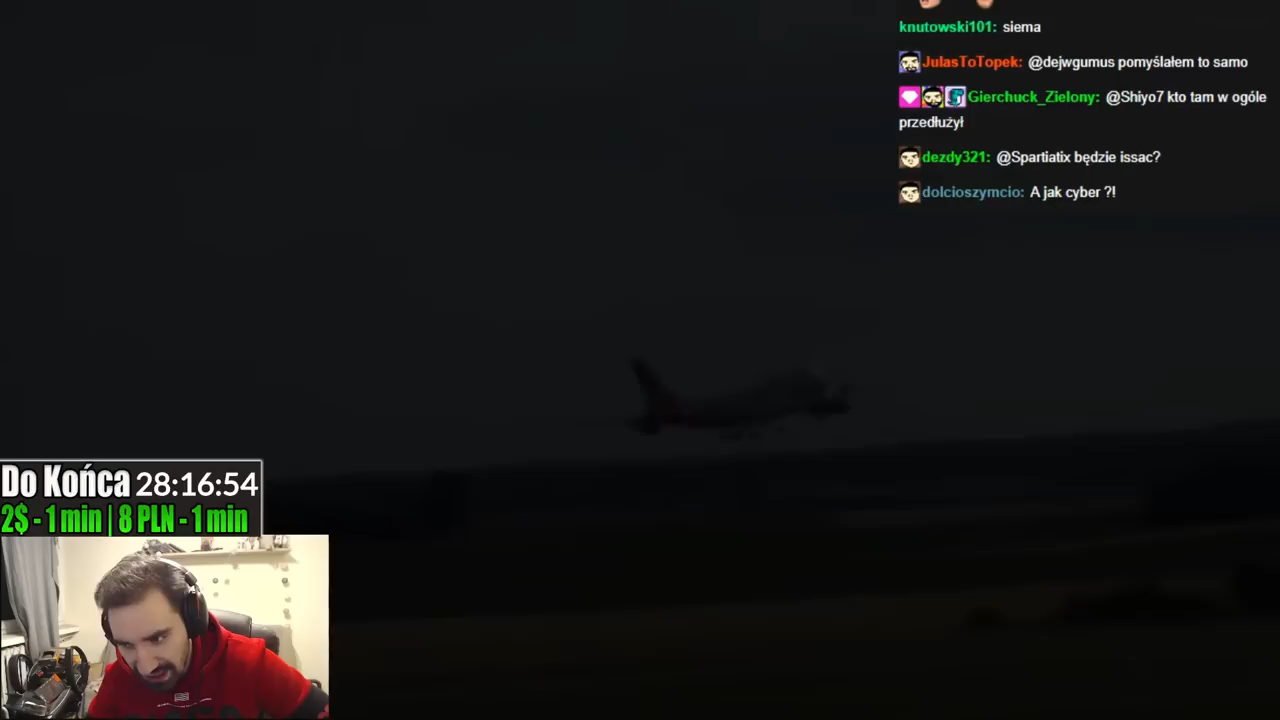 knutowski101: siema
JulasToTopek: @dejwgumus pomyślałem to samo
Gierchuck_Zielony: @Shiyo7 kto tam w ogóle
przedłużył
dezdy321: @Spartiatix będzie issac?
dolcioszymcio: A jak cyber ?!
Do Końca 28:16:54
2$ - 1 min | 8 PLN - 1 min